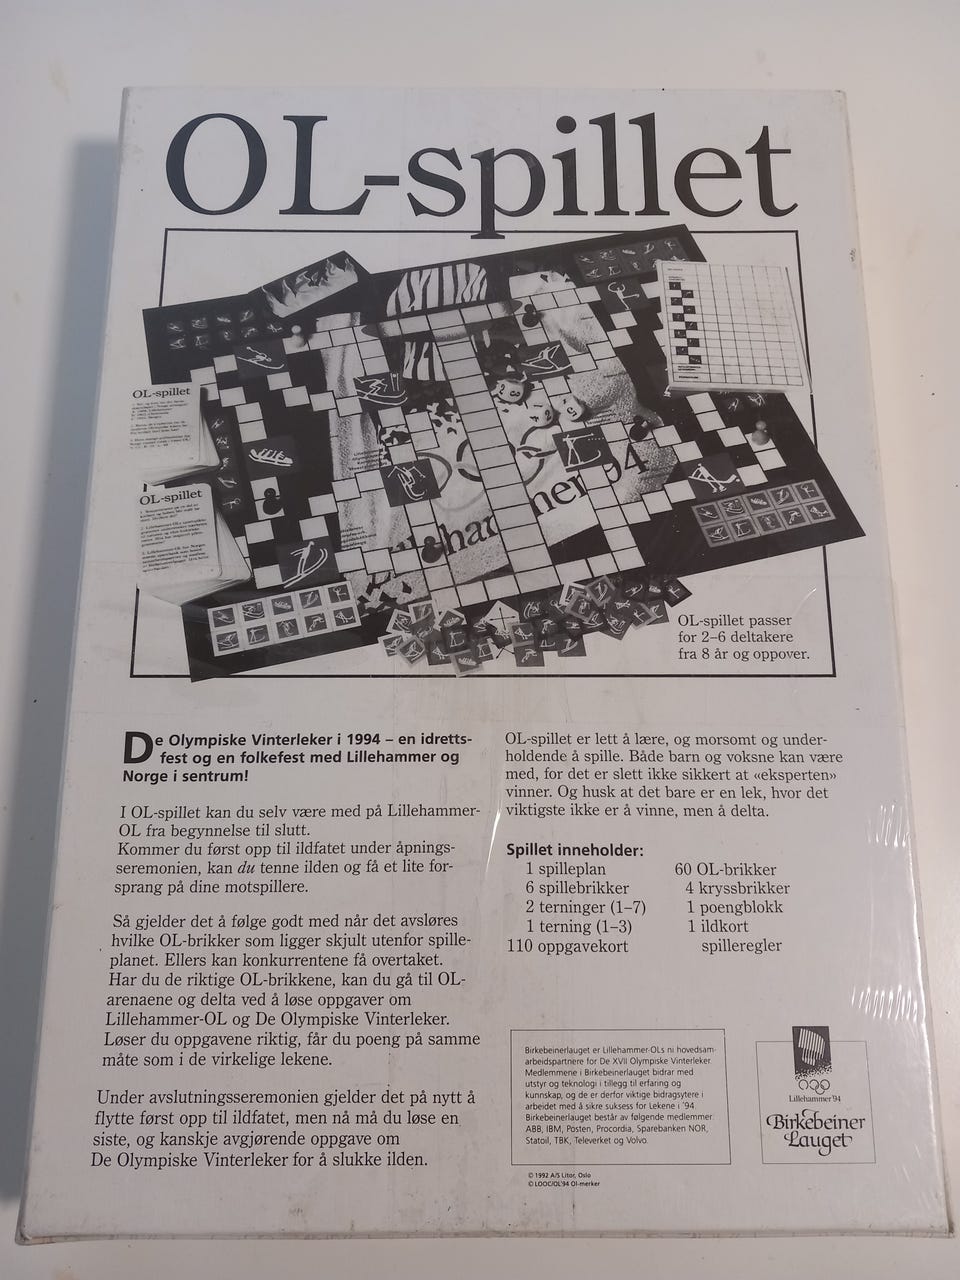 OL-spillet
OL-spillet
OL-spillet
Lillehammer '94
OL-spillet passer
for 2–6 deltakere
fra 8 år og oppover.
De Olympiske Vinterleker i 1994 – en idretts-
fest og en folkefest med Lillehammer og
Norge i sentrum!
I OL-spillet kan du selv være med på Lillehammer-
OL fra begynnelse til slutt.
Kommer du først opp til ildfatet under åpnings-
seremonien, kan du tenne ilden og få et lite for-
sprang på dine motspillere.
Så gjelder det å følge godt med når det avsløres
hvilke OL-brikker som ligger skjult utenfor spille-
planet. Ellers kan konkurrentene få overtaket.
Har du de riktige OL-brikkene, kan du gå til OL-
arenaene og delta ved å løse oppgaver om
Lillehammer-OL og De Olympiske Vinterleker.
Løser du oppgavene riktig, får du poeng på samme
måte som i de virkelige lekene.
Under avslutningsseremonien gjelder det på nytt å
flytte først opp til ildfatet, men nå må du løse en
siste, og kanskje avgjørende oppgave om
De Olympiske Vinterleker for å slukke ilden.
OL-spillet er lett å lære, og morsomt og under-
holdende å spille. Både barn og voksne kan være
med, for det er slett ikke sikkert at «eksperten»
vinner. Og husk at det bare er en lek, hvor det
viktigste ikke er å vinne, men å delta.
Spillet inneholder:
1 spilleplan
6 spillebrikker
2 terninger (1–7)
1 terning (1–3)
110 oppgavekort
60 OL-brikker
4 kryssbrikker
1 poengblokk
1 ildkort
spilleregler
Birkebeinerlauget er Lillehammer-OLs ni hovedsam-
arbeidspartnere for De XVII Olympiske Vinterleker.
Medlemmene i Birkebeinerlauget bidrar med
utstyr og teknologi i tillegg til erfaring og
kunnskap, og de er derfor viktige bidragsytere i
arbeidet med å sikre suksess for Lekene i '94.
Birkebeinerlauget består av følgende medlemmer:
ABB, IBM, Posten, Procordia, Sparebanken NOR,
Statoil, TBK, Televerket og Volvo.
© 1992 A/S Litor, Oslo
© LOOC/OL'94 Ol-merker
Lillehammer '94
Birkebeiner
Lauget